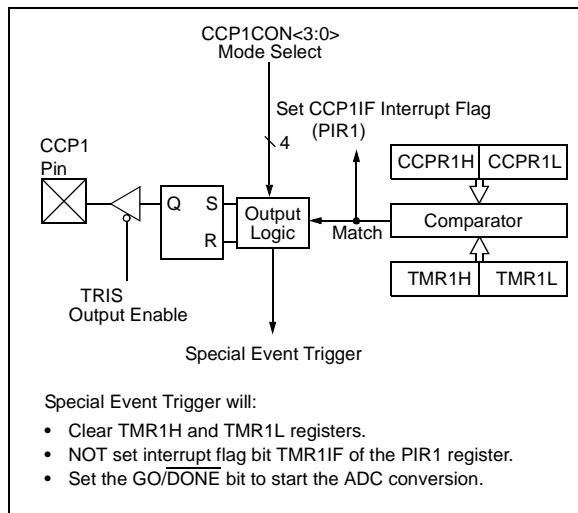 CCP1CON<3:0>
Mode Select
Set CCP1IF Interrupt Flag
(PIR1)
4
CCP1
Pin
CCPR1H CCPR1L
Q S
R
Output
Logic
Match
Comparator
TRIS
Output Enable
TMR1H TMR1L
Special Event Trigger
Special Event Trigger will:
• Clear TMR1H and TMR1L registers.
• NOT set interrupt flag bit TMR1IF of the PIR1 register.
• Set the GO/DONE bit to start the ADC conversion.